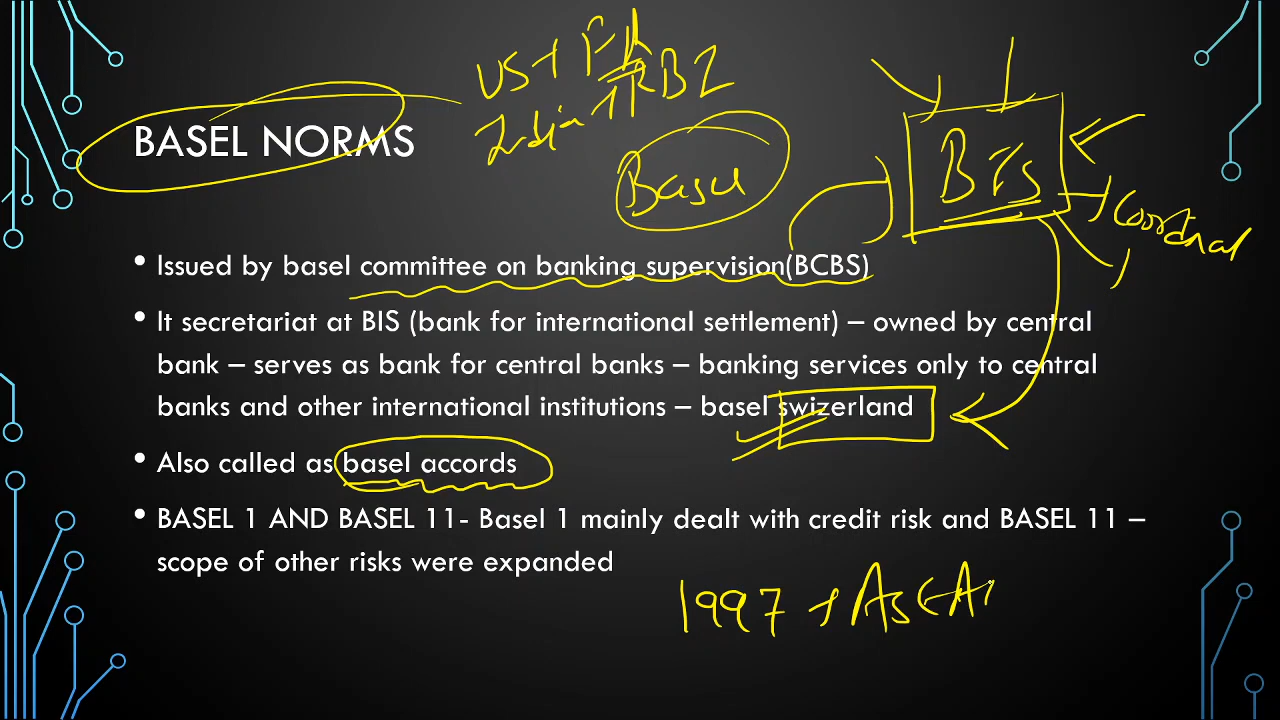 US → FR
India → RBI
BASEL NORMS
Basel
BIS
Coordinal
• Issued by basel committee on banking supervision(BCBS)
• It secretariat at BIS (bank for international settlement) – owned by central
bank – serves as bank for central banks – banking services only to central
banks and other international institutions – basel swizerland
• Also called as basel accords
• BASEL 1 AND BASEL 11- Basel 1 mainly dealt with credit risk and BASEL 11 –
scope of other risks were expanded
1997 →